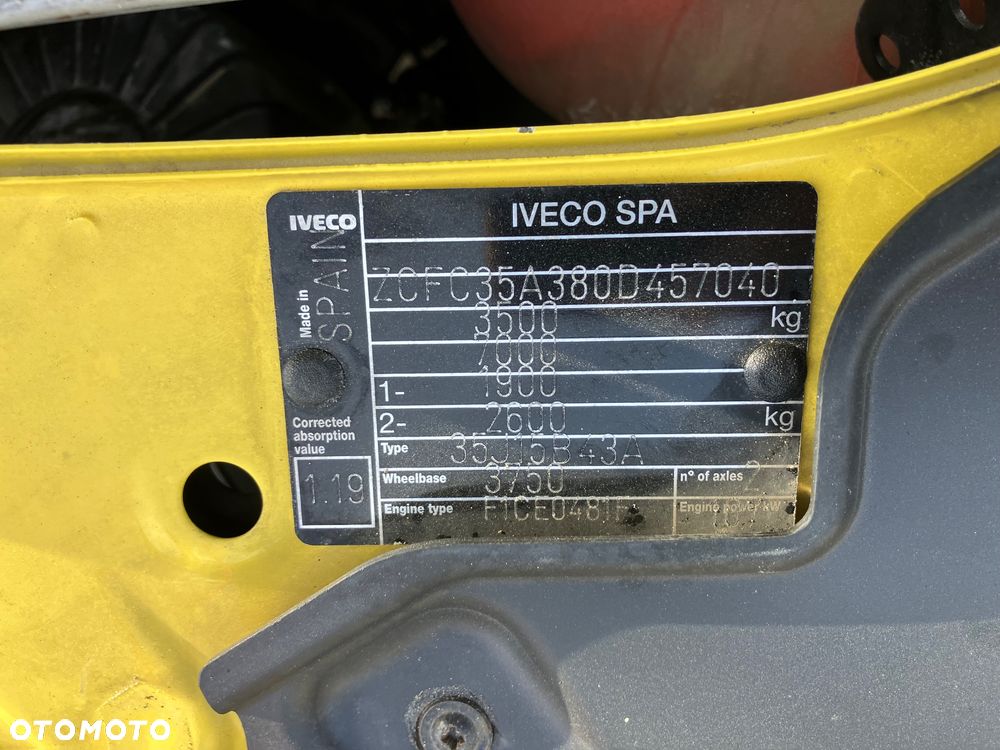 IVECO
IVECO SPA
Made in
SPAIN
ZCFC35A380D457040
3500 kg
7000
1- 1900
2- 2600 kg
Corrected
absorption
value
1.19
Type 35J15B43A
Wheelbase 3750
n° of axles 2
Engine type F1CE0481F
Engine power kW
OTOMOTO